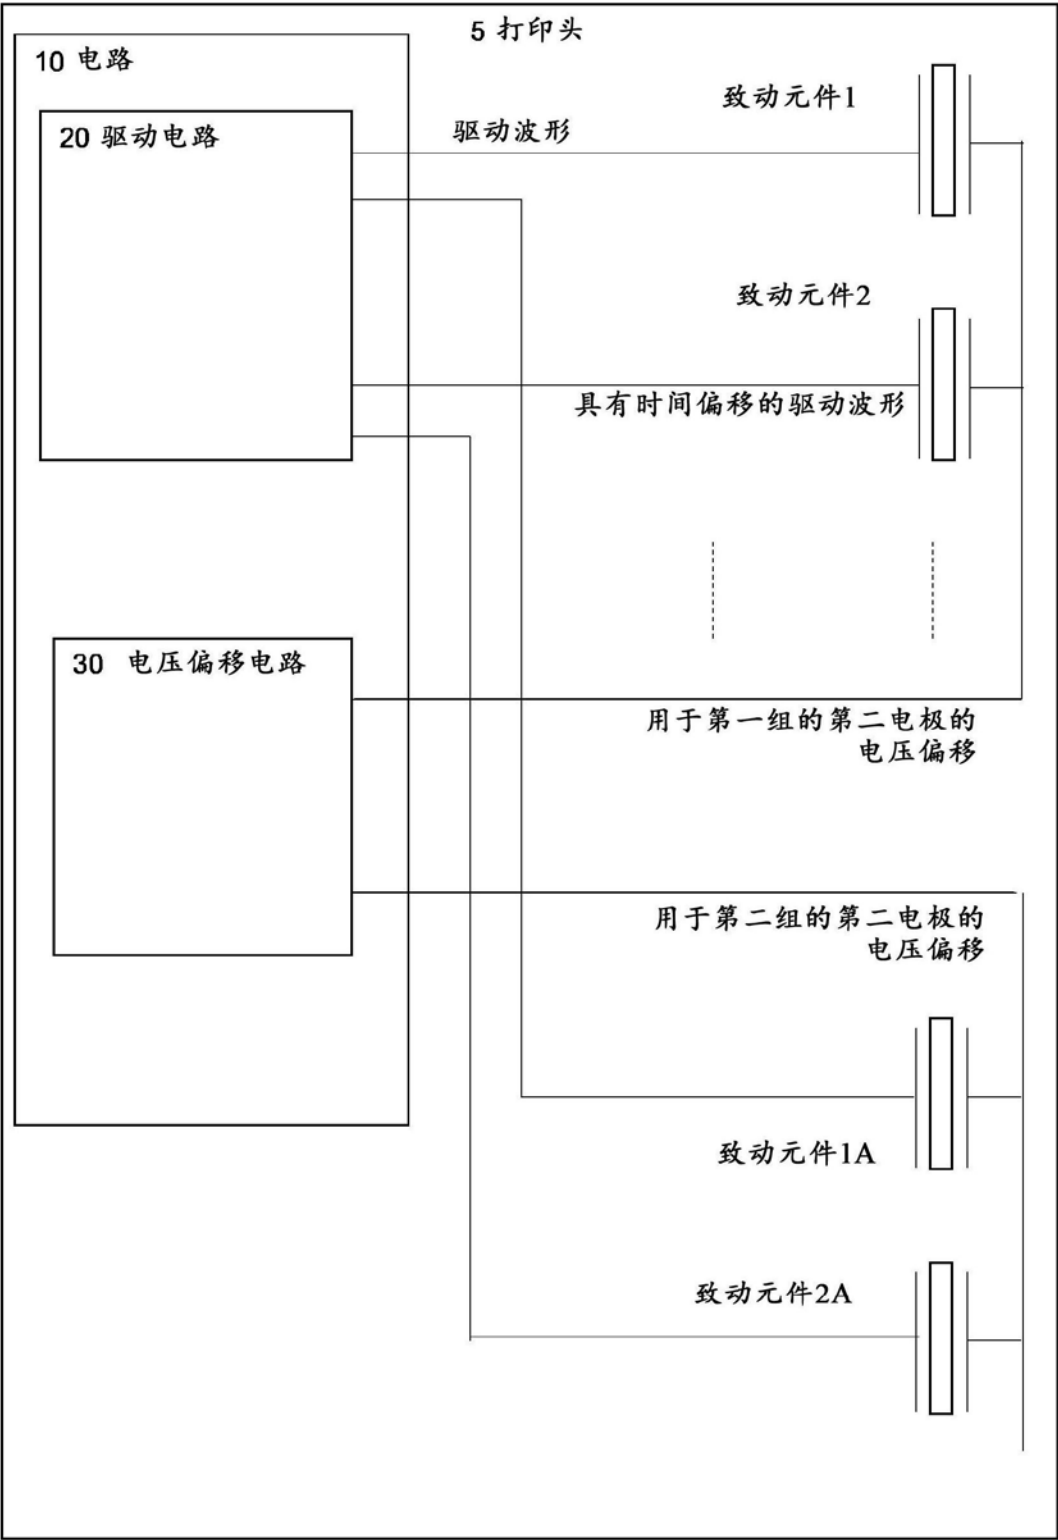 5 打印头
10 电路
致动元件1
20 驱动电路
驱动波形
致动元件2
具有时间偏移的驱动波形
30 电压偏移电路
用于第一组的第二电极的
电压偏移
用于第二组的第二电极的
电压偏移
致动元件1A
致动元件2A